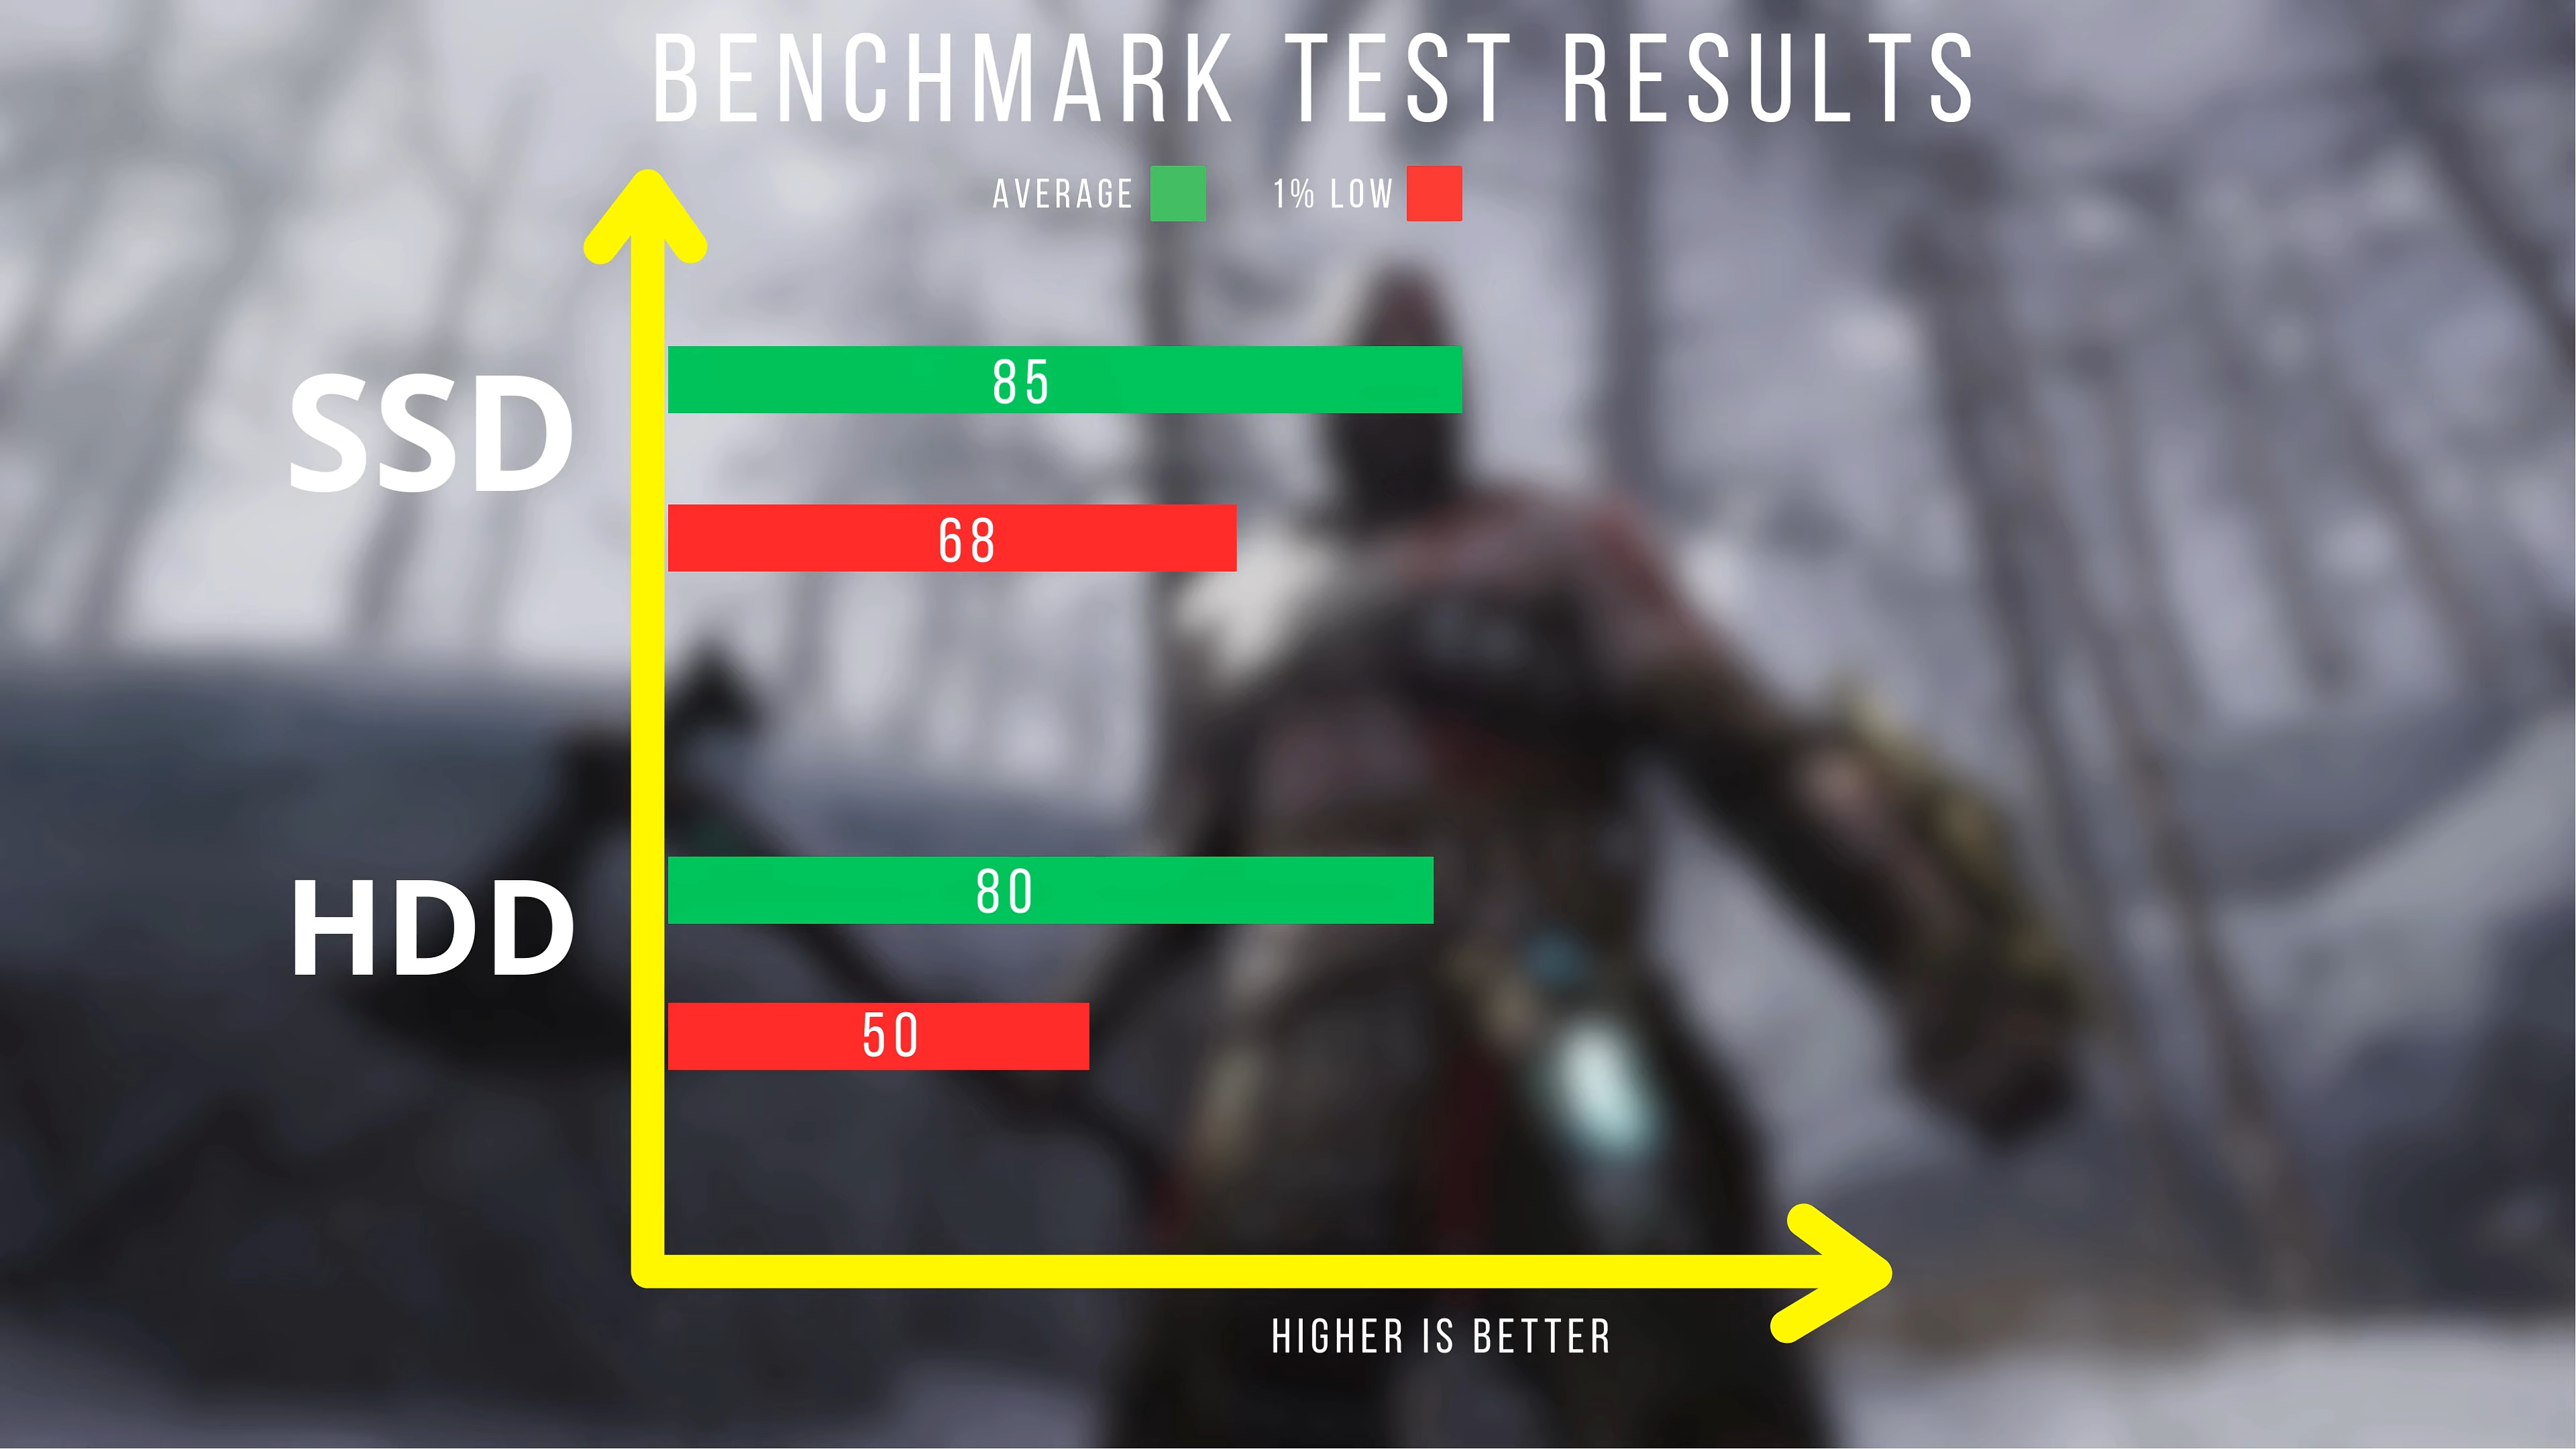 BENCHMARK TEST RESULTS
AVERAGE 1% LOW
SSD
85
68
HDD
80
50
HIGHER IS BETTER